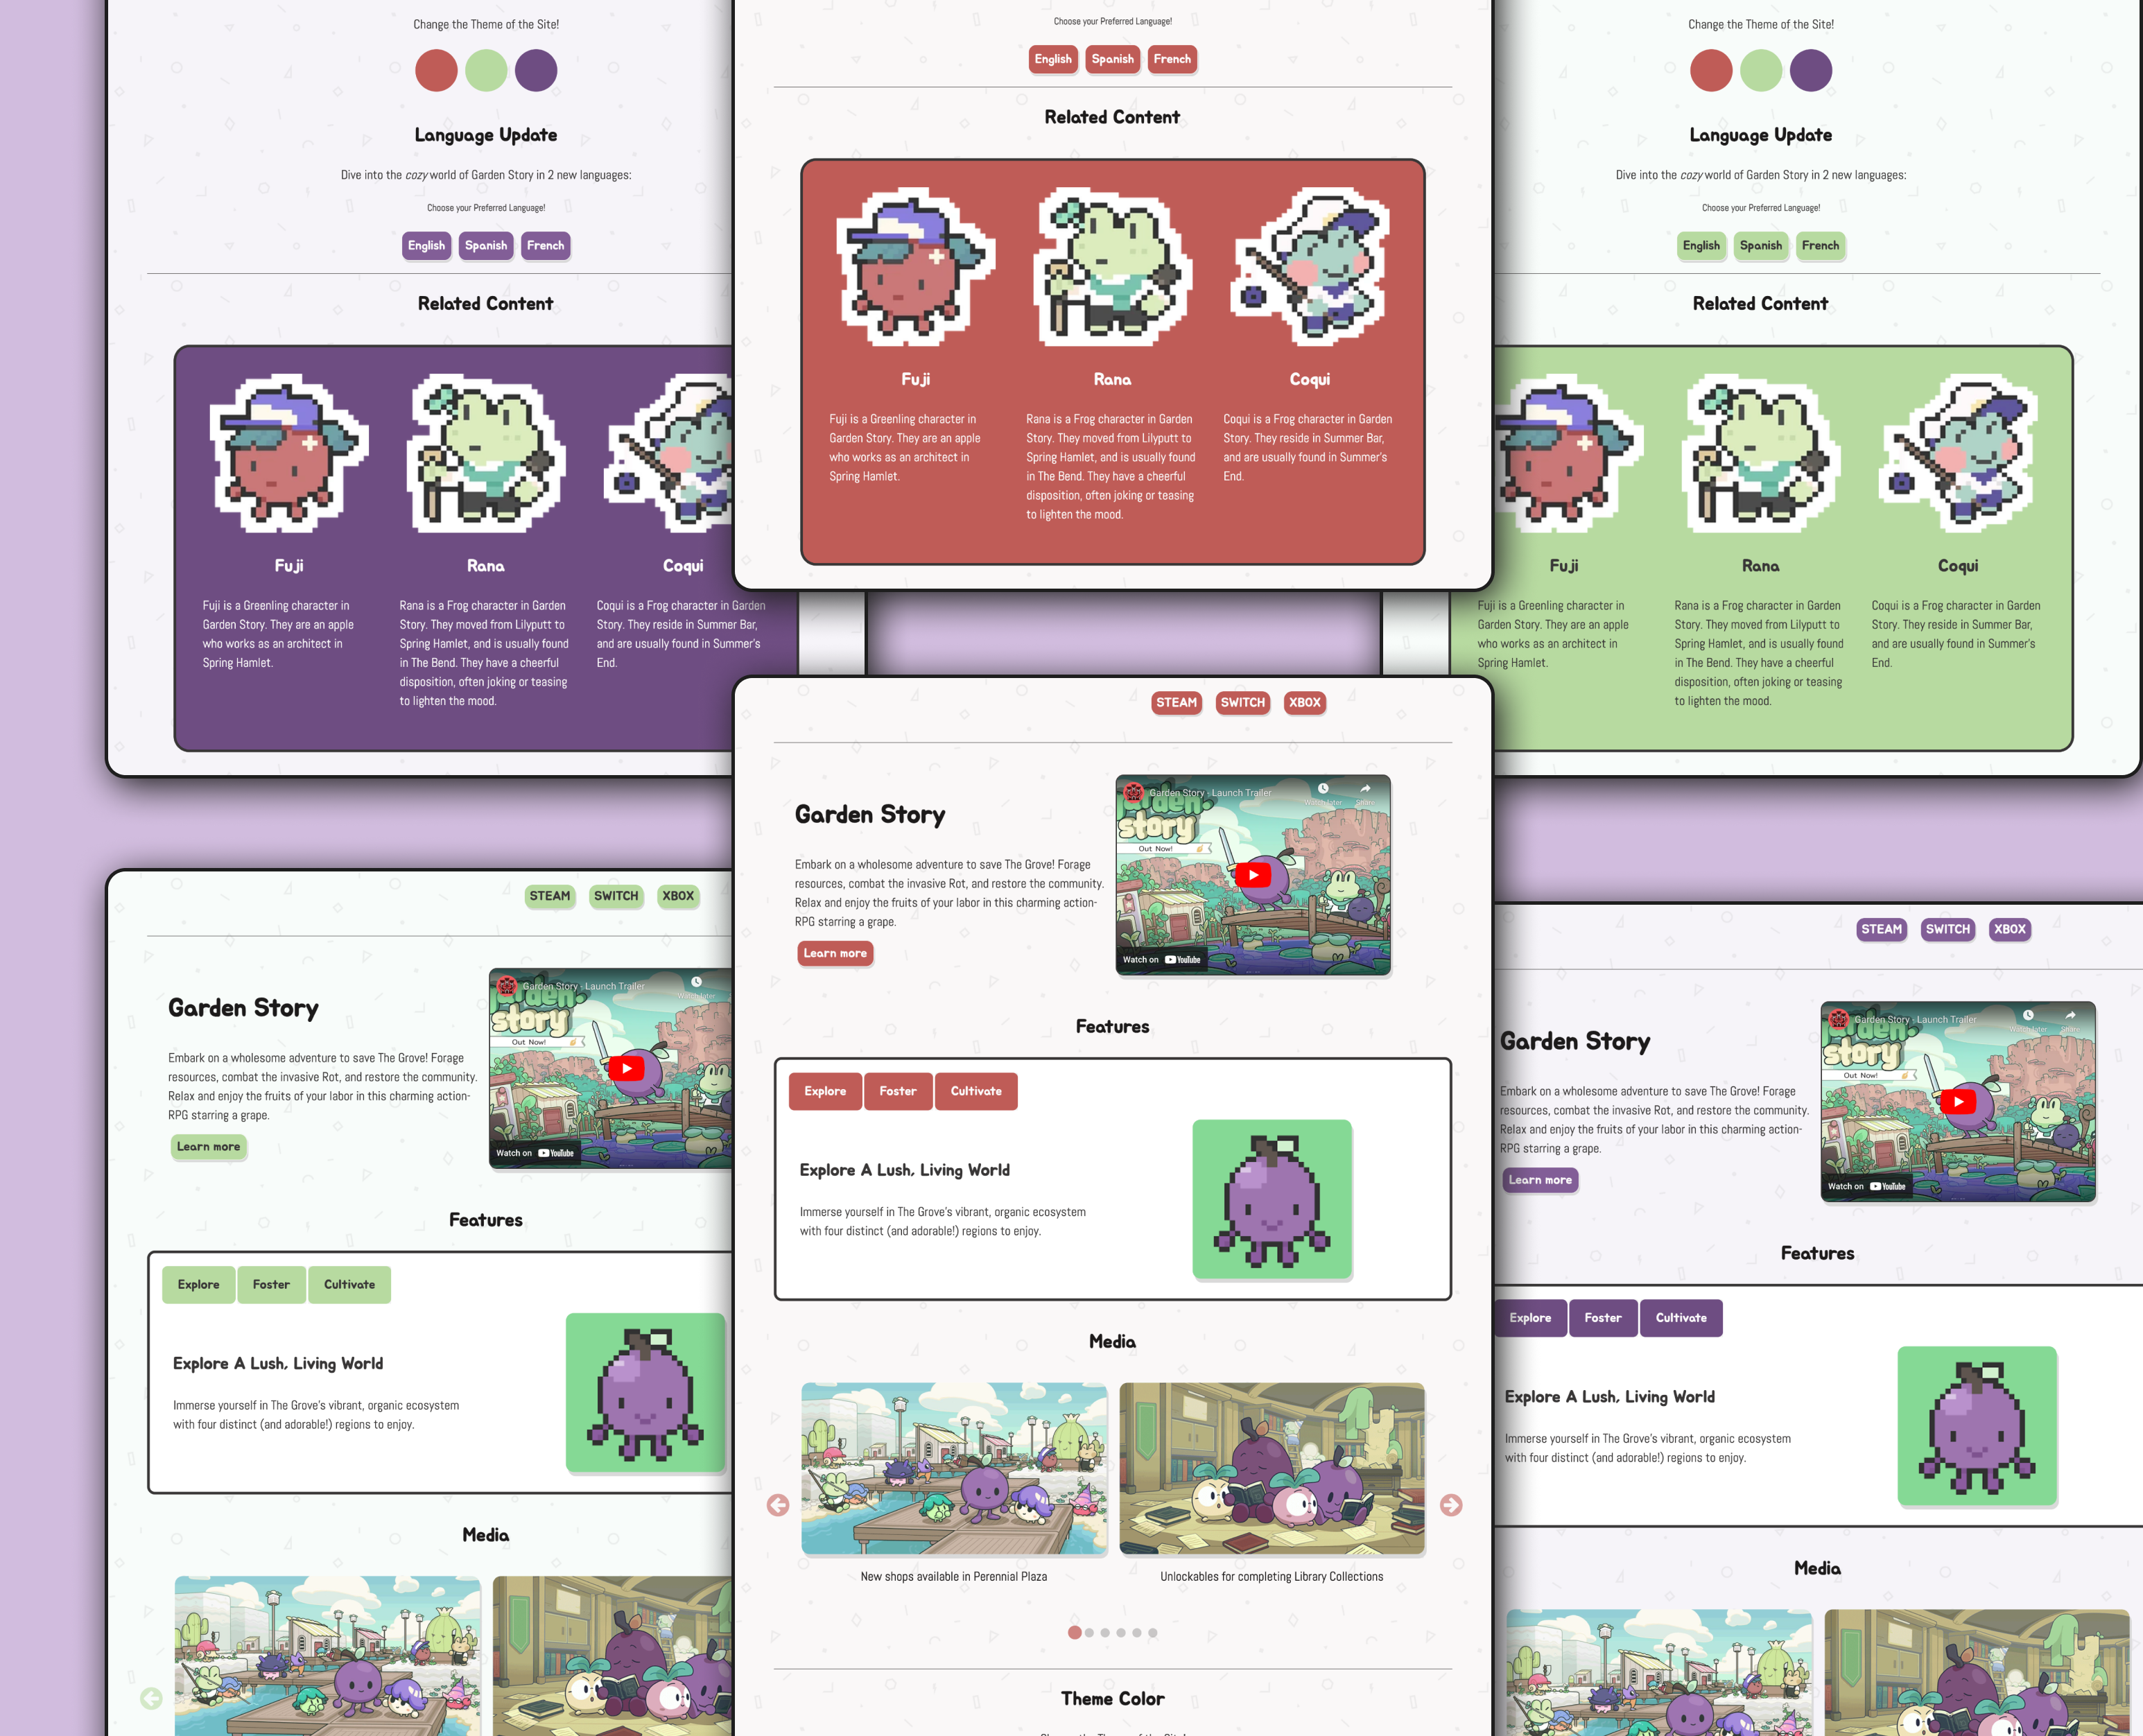 Change the Theme of the Site!
Language Update
Dive into the cozy world of Garden Story in 2 new languages:
Choose your Preferred Language!
English Spanish French
Related Content
Fuji
Fuji is a Greenling character in
Garden Story. They are an apple
who works as an architect in
Spring Hamlet.
Rana
Rana is a Frog character in Garden
Story. They moved from Lilyputt to
Spring Hamlet, and is usually found
in The Bend. They have a cheerful
disposition, often joking or teasing
to lighten the mood.
Coqui
Coqui is a Frog character in Garden
Story. They reside in Summer Bar,
and are usually found in Summer's
End.
Choose your Preferred Language!
English Spanish French
Related Content
Fuji
Fuji is a Greenling character in
Garden Story. They are an apple
who works as an architect in
Spring Hamlet.
Rana
Rana is a Frog character in Garden
Story. They moved from Lilyputt to
Spring Hamlet, and is usually found
in The Bend. They have a cheerful
disposition, often joking or teasing
to lighten the mood.
Coqui
Coqui is a Frog character in Garden
Story. They reside in Summer Bar,
and are usually found in Summer's
End.
Change the Theme of the Site!
Language Update
Dive into the cozy world of Garden Story in 2 new languages:
Choose your Preferred Language!
English Spanish French
Related Content
Fuji
Fuji is a Greenling character in
Garden Story. They are an apple
who works as an architect in
Spring Hamlet.
Rana
Rana is a Frog character in Garden
Story. They moved from Lilyputt to
Spring Hamlet, and is usually found
in The Bend. They have a cheerful
disposition, often joking or teasing
to lighten the mood.
Coqui
Coqui is a Frog character in Garden
Story. They reside in Summer Bar,
and are usually found in Summer's
End.
STEAM SWITCH XBOX
Garden Story
Embark on a wholesome adventure to save The Grove! Forage
resources, combat the invasive Rot, and restore the community.
Relax and enjoy the fruits of your labor in this charming action-
RPG starring a grape.
Learn more
Garden Story - Launch Trailer
Watch later
garden
story
Out Now!
Watch on YouTube
Features
Explore Foster Cultivate
Explore A Lush, Living World
Immerse yourself in The Grove's vibrant, organic ecosystem
with four distinct (and adorable!) regions to enjoy.
Media
STEAM SWITCH XBOX
Garden Story
Embark on a wholesome adventure to save The Grove! Forage
resources, combat the invasive Rot, and restore the community.
Relax and enjoy the fruits of your labor in this charming action-
RPG starring a grape.
Learn more
Garden Story - Launch Trailer
Watch later Share
garden
story
Out Now!
Watch on YouTube
Features
Explore Foster Cultivate
Explore A Lush, Living World
Immerse yourself in The Grove's vibrant, organic ecosystem
with four distinct (and adorable!) regions to enjoy.
Media
New shops available in Perennial Plaza
Unlockables for completing Library Collections
Theme Color
STEAM SWITCH XBOX
Garden Story
Embark on a wholesome adventure to save The Grove! Forage
resources, combat the invasive Rot, and restore the community.
Relax and enjoy the fruits of your labor in this charming action-
RPG starring a grape.
Learn more
Garden Story - Launch Trailer
Watch later Share
garden
story
Out Now!
Watch on YouTube
Features
Explore Foster Cultivate
Explore A Lush, Living World
Immerse yourself in The Grove's vibrant, organic ecosystem
with four distinct (and adorable!) regions to enjoy.
Media